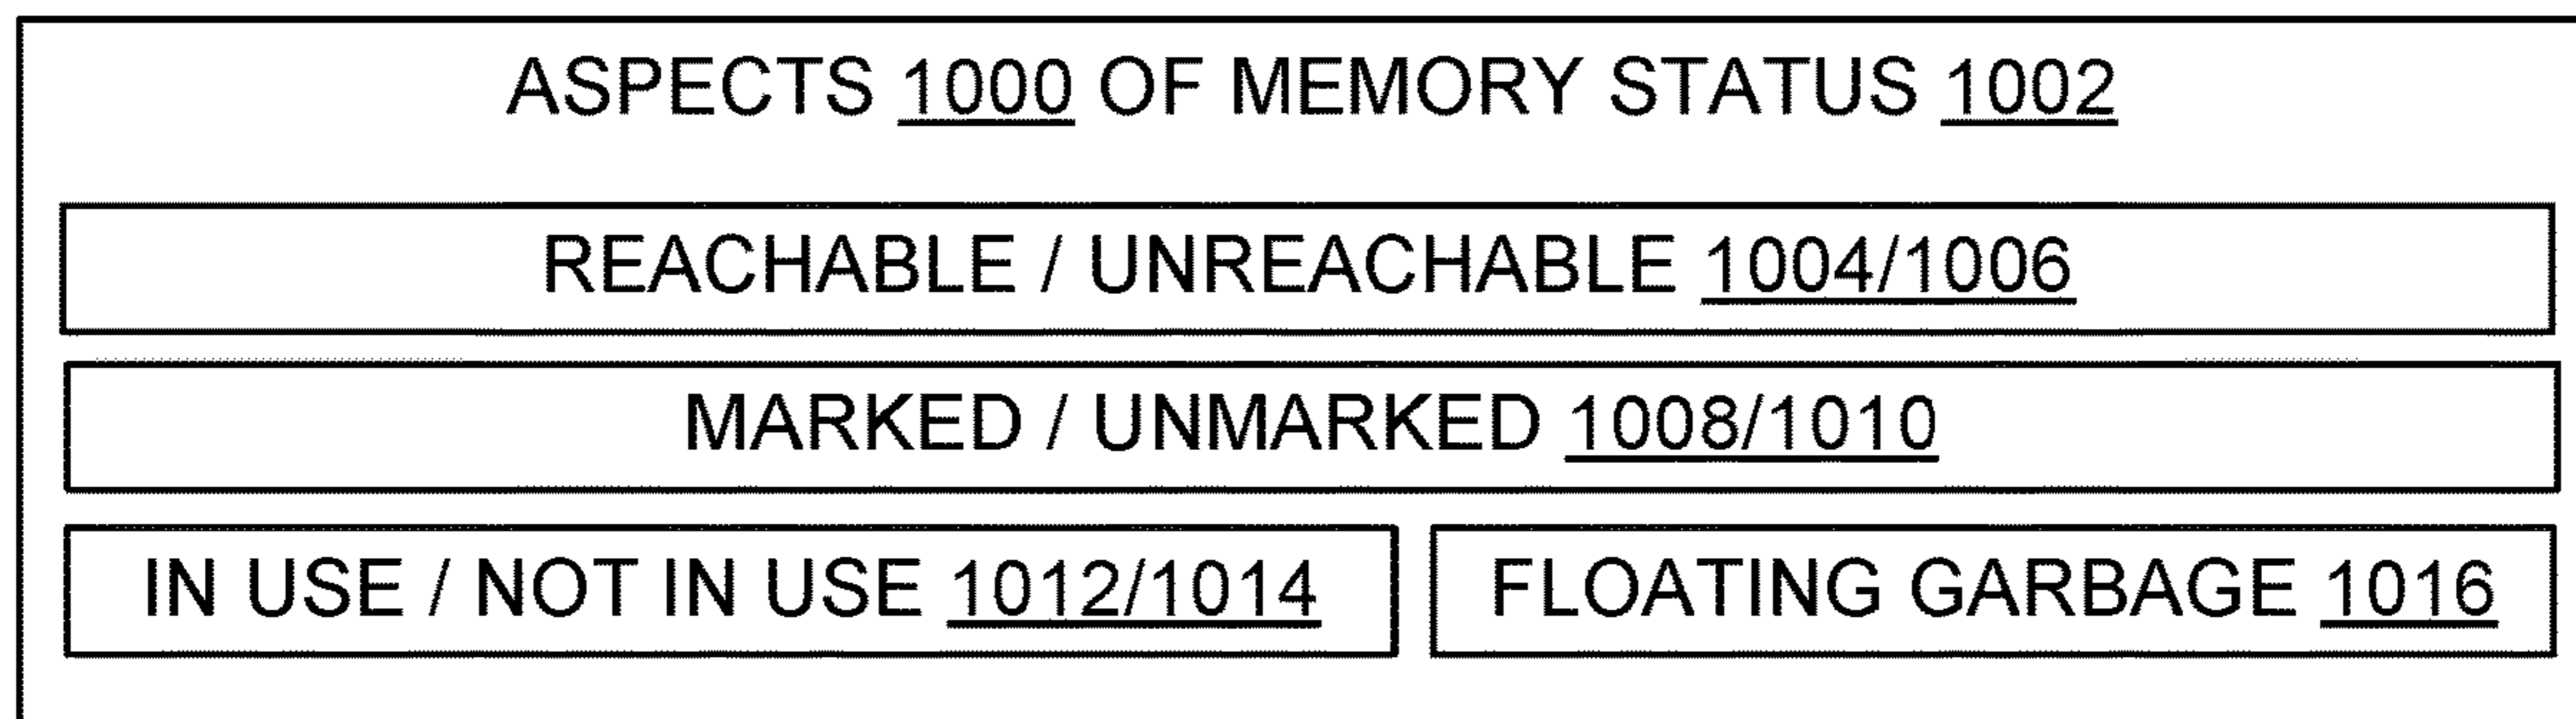 ASPECTS 1000 OF MEMORY STATUS 1002
REACHABLE / UNREACHABLE 1004/1006
MARKED / UNMARKED 1008/1010
IN USE / NOT IN USE 1012/1014
FLOATING GARBAGE 1016